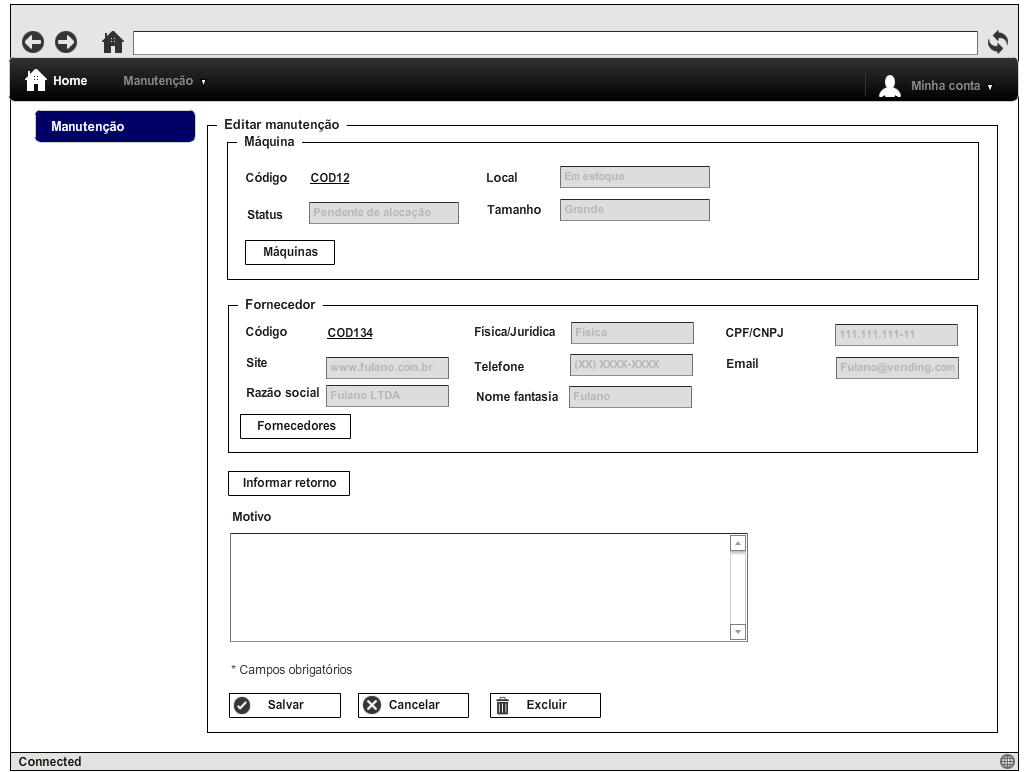 Home Manutenção Minha conta
Manutenção
Editar manutenção
Máquina
Código COD12 Local Em estoque
Status Pendente de alocação Tamanho Grande
Máquinas
Fornecedor
Código COD134 Física/Jurídica Física CPF/CNPJ 111.111.111-11
Site www.fulano.com.br Telefone (XX) XXXX-XXXX Email Fulano@vending.com
Razão social Fulano LTDA Nome fantasia Fulano
Fornecedores
Informar retorno
Motivo
* Campos obrigatórios
Salvar Cancelar Excluir
Connected